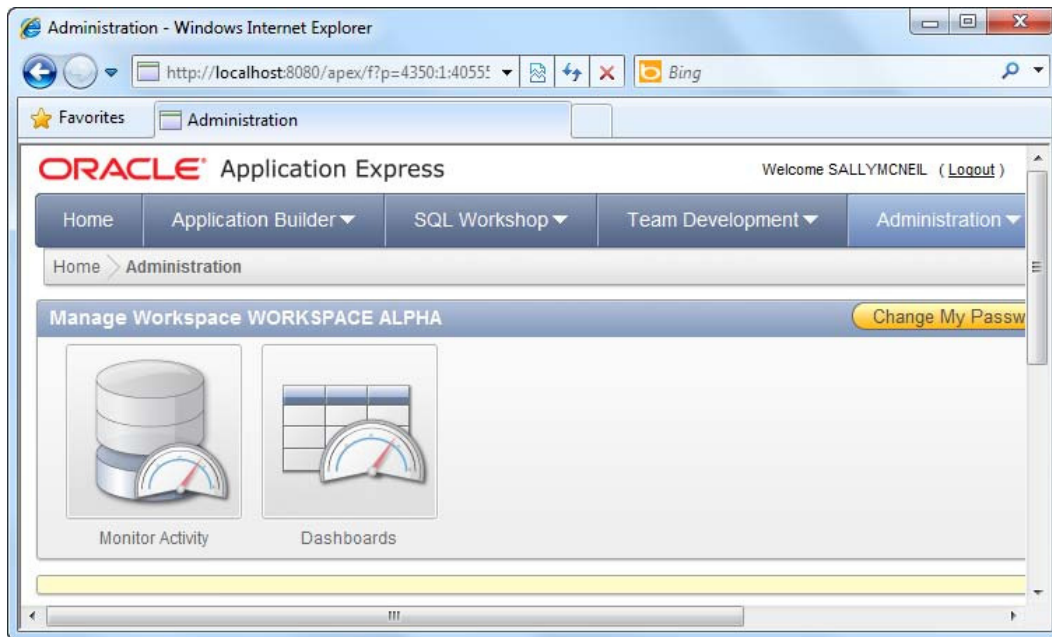 Administration - Windows Internet Explorer
http://localhost:8080/apex/f?p=4350:1:4055! Bing
Favorites Administration
ORACLE Application Express Welcome SALLYMCNEIL ( Logout )
Home Application Builder SQL Workshop Team Development Administration
Home Administration
Manage Workspace WORKSPACE ALPHA Change My Passw
Monitor Activity Dashboards